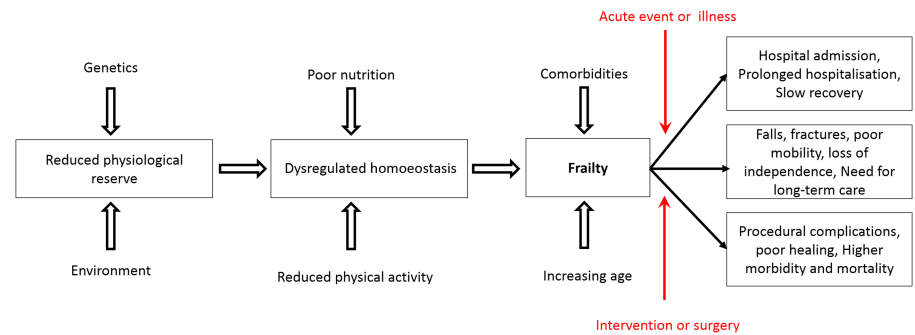 Acute event or illness
Genetics
Poor nutrition
Comorbidities
Hospital admission,
Prolonged hospitalisation,
Slow recovery
Reduced physiological
reserve
Dysregulated homoeostasis
Frailty
Falls, fractures, poor
mobility, loss of
independence, Need for
long-term care
Environment
Reduced physical activity
Increasing age
Procedural complications,
poor healing, Higher
morbidity and mortality
Intervention or surgery